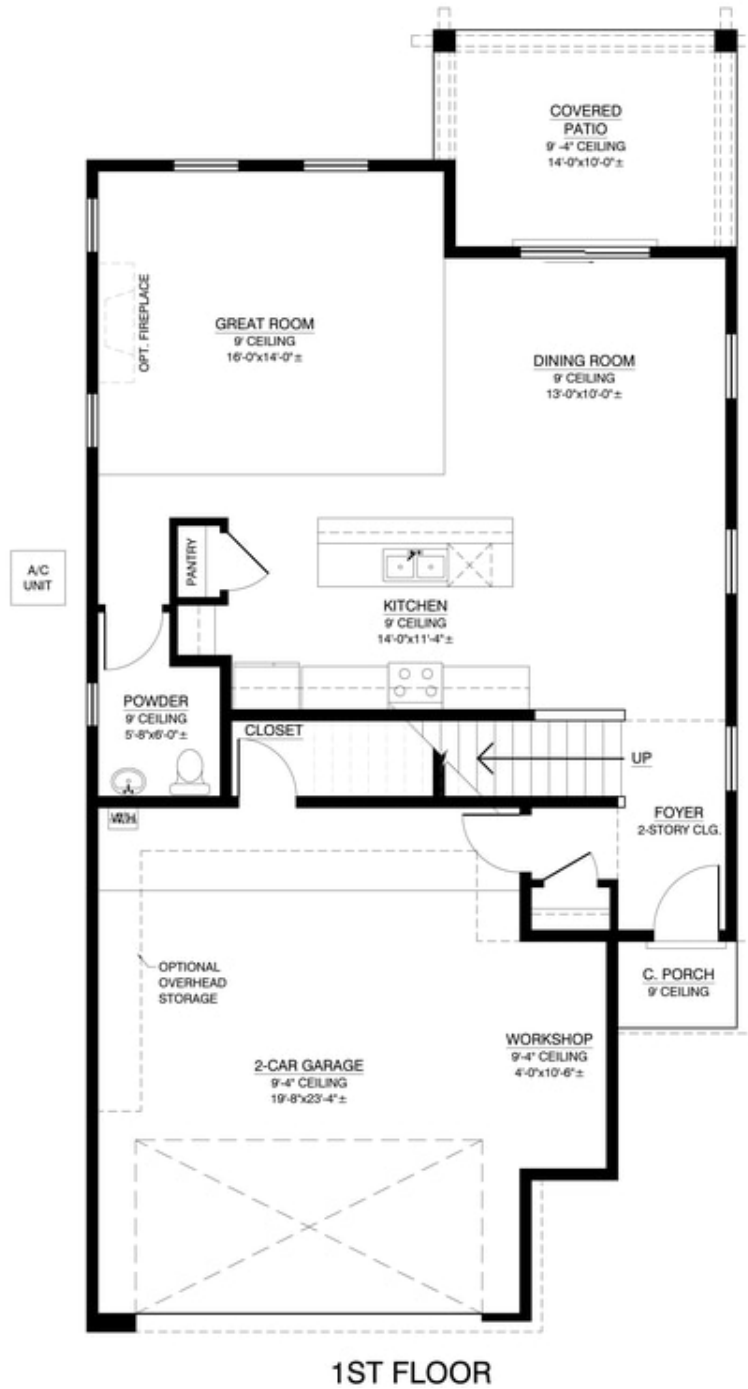 COVERED
PATIO
9'-4" CEILING
14'-0"x10'-0"±
OPT. FIREPLACE
GREAT ROOM
9' CEILING
16'-0"x14'-0"±
DINING ROOM
9' CEILING
13'-0"x10'-0"±
A/C
UNIT
PANTRY
KITCHEN
9' CEILING
14'-0"x11'-4"±
POWDER
9' CEILING
5'-8"x6'-0"±
CLOSET
UP
FOYER
2-STORY CLG.
OPTIONAL
OVERHEAD
STORAGE
C. PORCH
9' CEILING
WORKSHOP
9'-4" CEILING
4'-0"x10'-6"±
2-CAR GARAGE
9'-4" CEILING
19'-8"x23'-4"±
1ST FLOOR